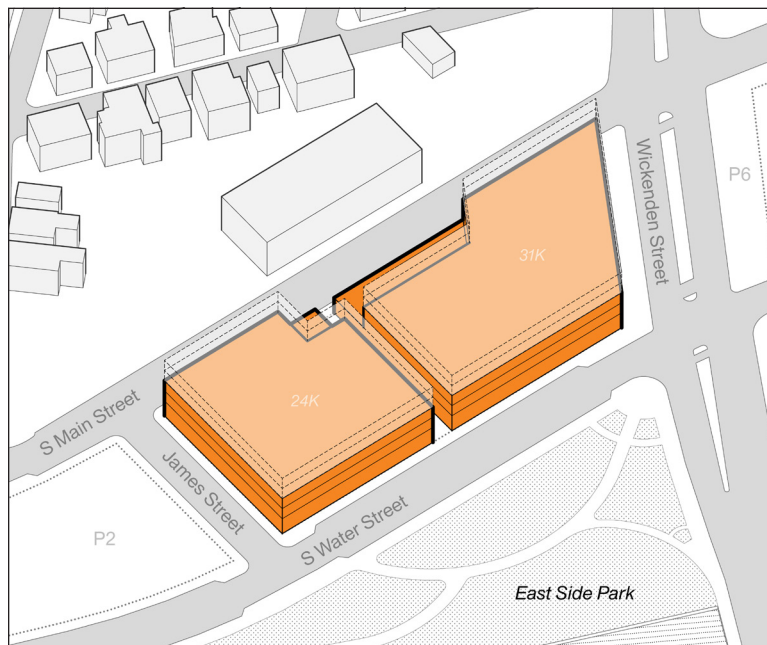 Wickenden Street
P6
31K
24K
S Main Street
James Street
P2
S Water Street
East Side Park